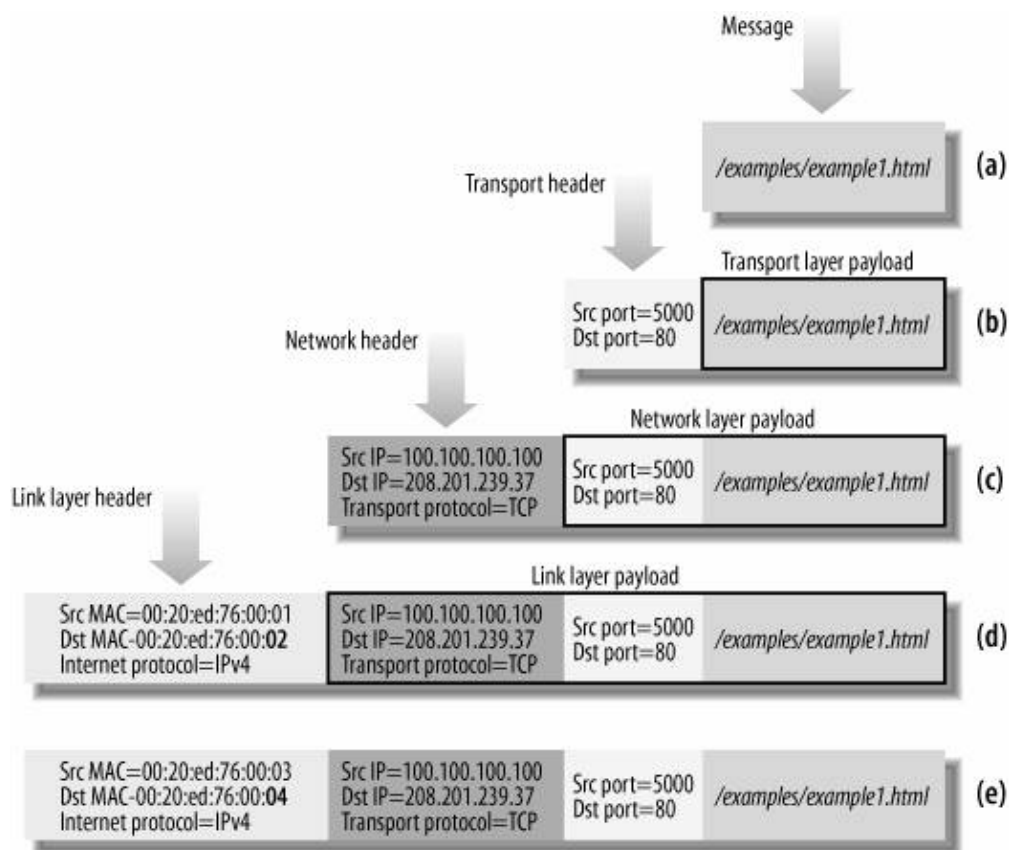 Message
/examples/example1.html
(a)
Transport header
Transport layer payload
Src port=5000
Dst port=80
/examples/example1.html
(b)
Network header
Network layer payload
Src IP=100.100.100.100
Dst IP=208.201.239.37
Transport protocol=TCP
Src port=5000
Dst port=80
/examples/example1.html
(c)
Link layer header
Link layer payload
Src MAC=00:20:ed:76:00:01
Dst MAC-00:20:ed:76:00:02
Internet protocol=IPv4
Src IP=100.100.100.100
Dst IP=208.201.239.37
Transport protocol=TCP
Src port=5000
Dst port=80
/examples/example1.html
(d)
Src MAC=00:20:ed:76:00:03
Dst MAC-00:20:ed:76:00:04
Internet protocol=IPv4
Src IP=100.100.100.100
Dst IP=208.201.239.37
Transport protocol=TCP
Src port=5000
Dst port=80
/examples/example1.html
(e)